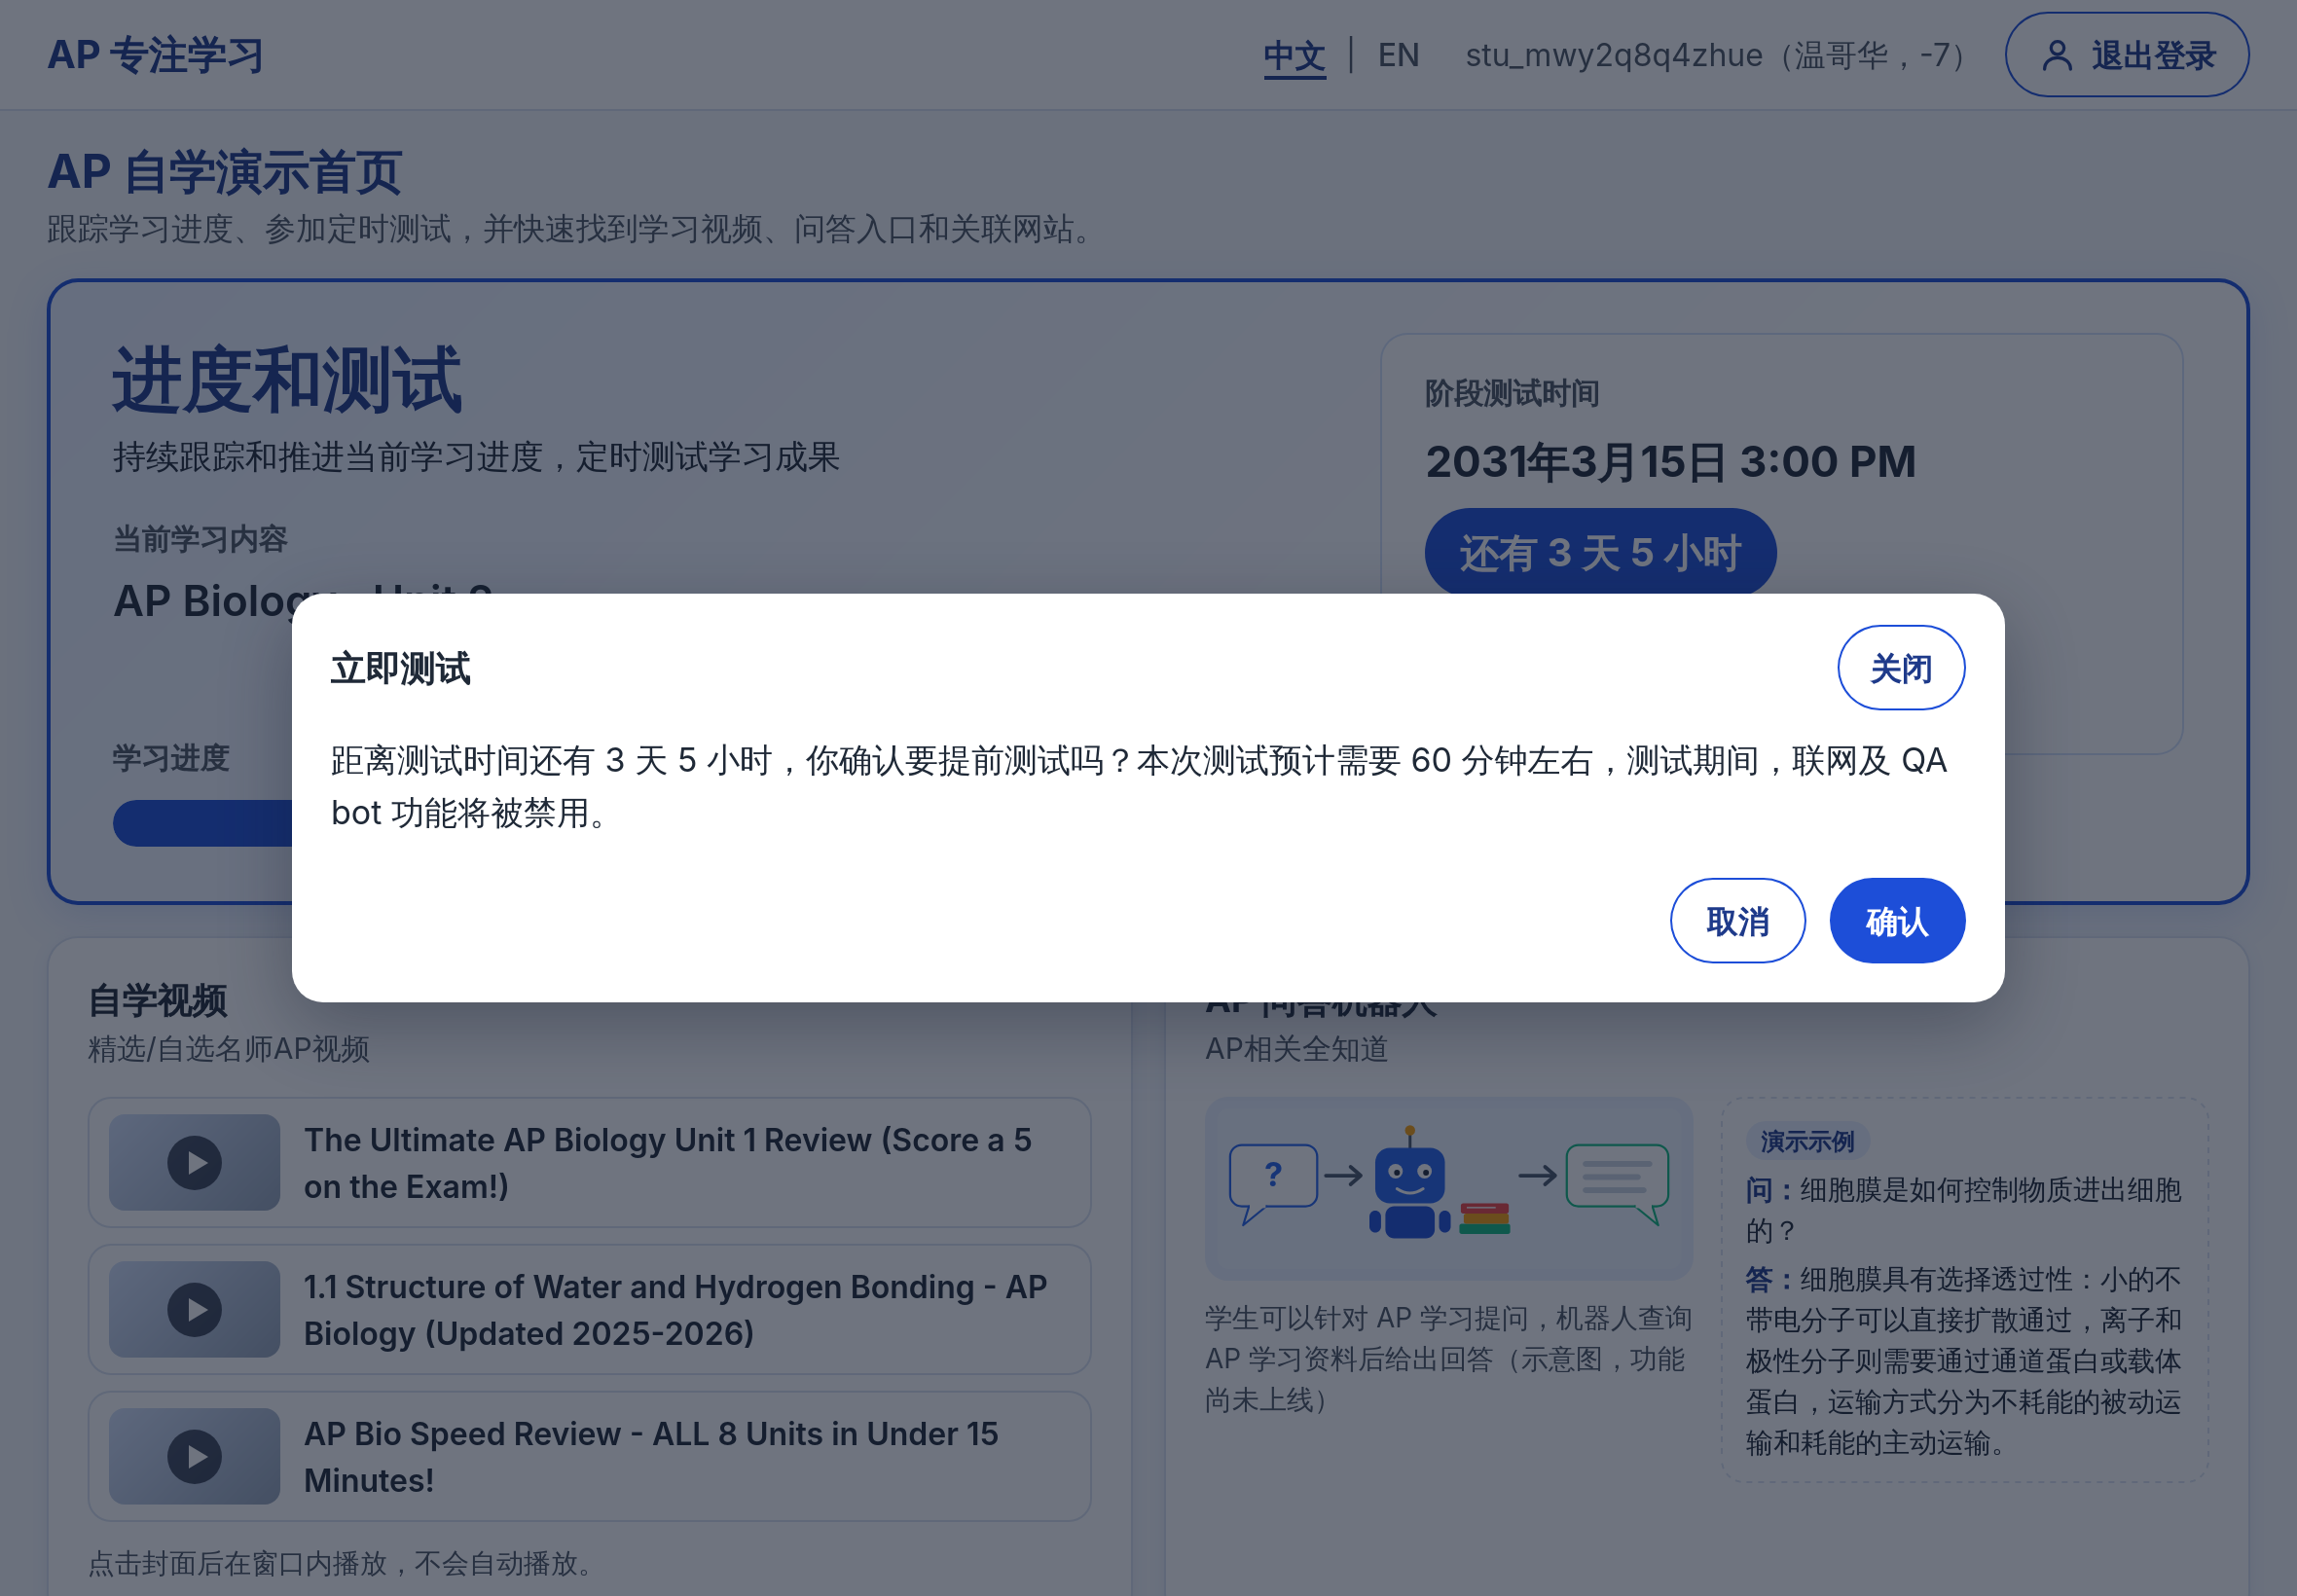 AP 专注学习
中文 | EN stu_mwy2q8q4zhue（温哥华，-7） 退出登录
AP 自学演示首页
跟踪学习进度、参加定时测试，并快速找到学习视频、问答入口和关联网站。
进度和测试
持续跟踪和推进当前学习进度，定时测试学习成果
当前学习内容
AP Biology
学习进度
阶段测试时间
2031年3月15日 3:00 PM
还有 3 天 5 小时
立即测试
关闭
距离测试时间还有 3 天 5 小时，你确认要提前测试吗？本次测试预计需要 60 分钟左右，测试期间，联网及 QA
bot 功能将被禁用。
取消
确认
自学视频
精选/自选名师AP视频
The Ultimate AP Biology Unit 1 Review (Score a 5
on the Exam!)
1.1 Structure of Water and Hydrogen Bonding - AP
Biology (Updated 2025-2026)
AP Bio Speed Review - ALL 8 Units in Under 15
Minutes!
点击封面后在窗口内播放，不会自动播放。
AP 问答机器人
AP相关全知道
?
学生可以针对 AP 学习提问，机器人查询
AP 学习资料后给出回答（示意图，功能
尚未上线）
演示示例
问：细胞膜是如何控制物质进出细胞
的？
答：细胞膜具有选择透过性：小的不
带电分子可以直接扩散通过，离子和
极性分子则需要通过通道蛋白或载体
蛋白，运输方式分为不耗能的被动运
输和耗能的主动运输。